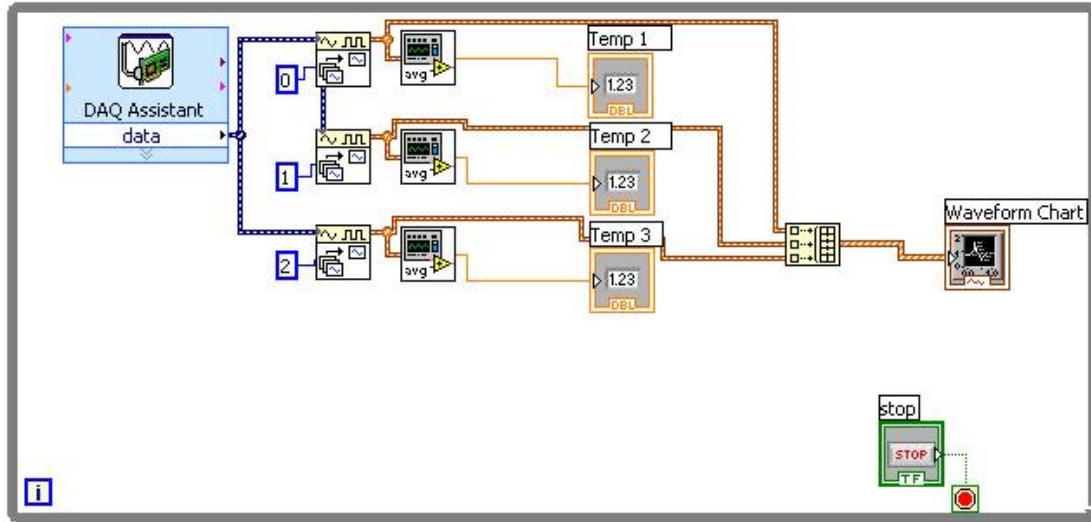 DAQ Assistant
data
0
avg
Temp 1
1.23
DBL
1
avg
Temp 2
1.23
DBL
2
avg
Temp 3
1.23
DBL
Waveform Chart
stop
STOP
TF
i